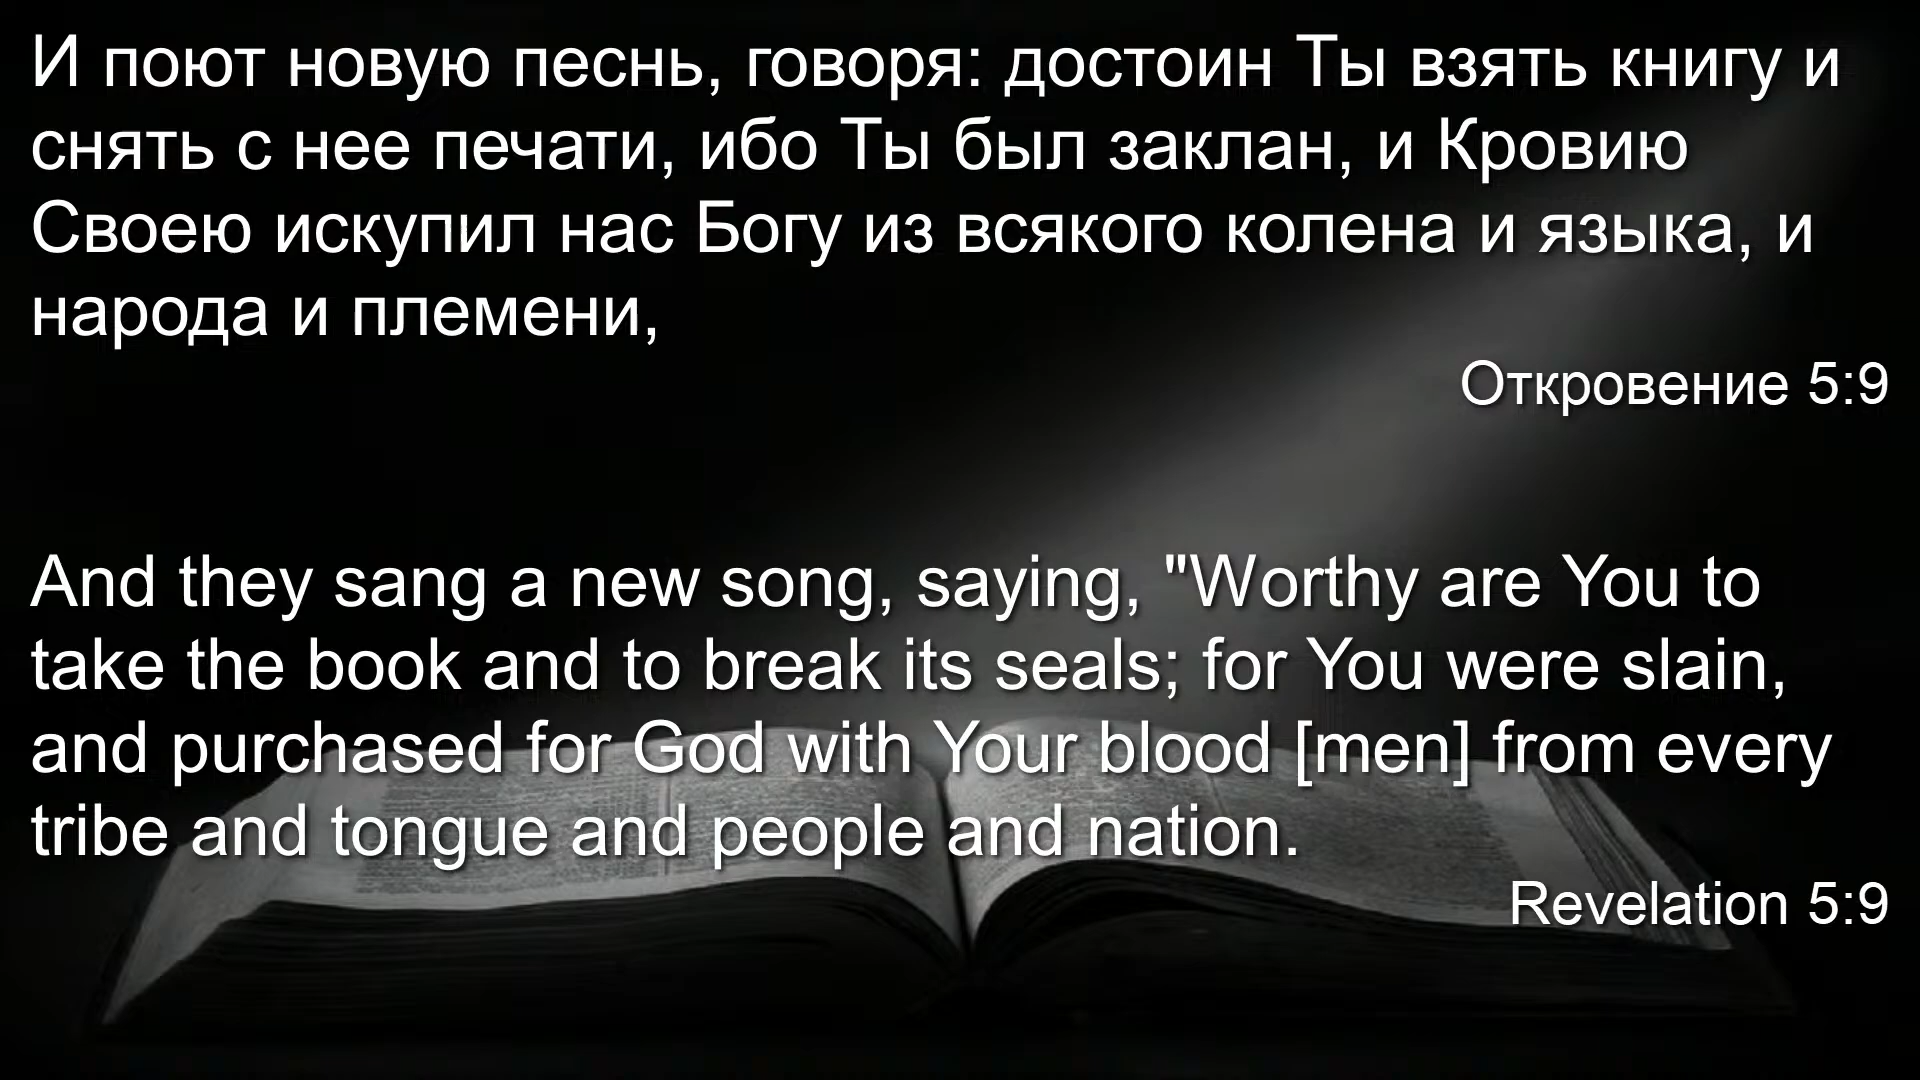 И поют новую песнь, говоря: достоин Ты взять книгу и
снять с нее печати, ибо Ты был заклан, и Кровию
Своею искупил нас Богу из всякого колена и языка, и
народа и племени,
Откровение 5:9
And they sang a new song, saying, "Worthy are You to
take the book and to break its seals; for You were slain,
and purchased for God with Your blood [men] from every
tribe and tongue and people and nation.
Revelation 5:9